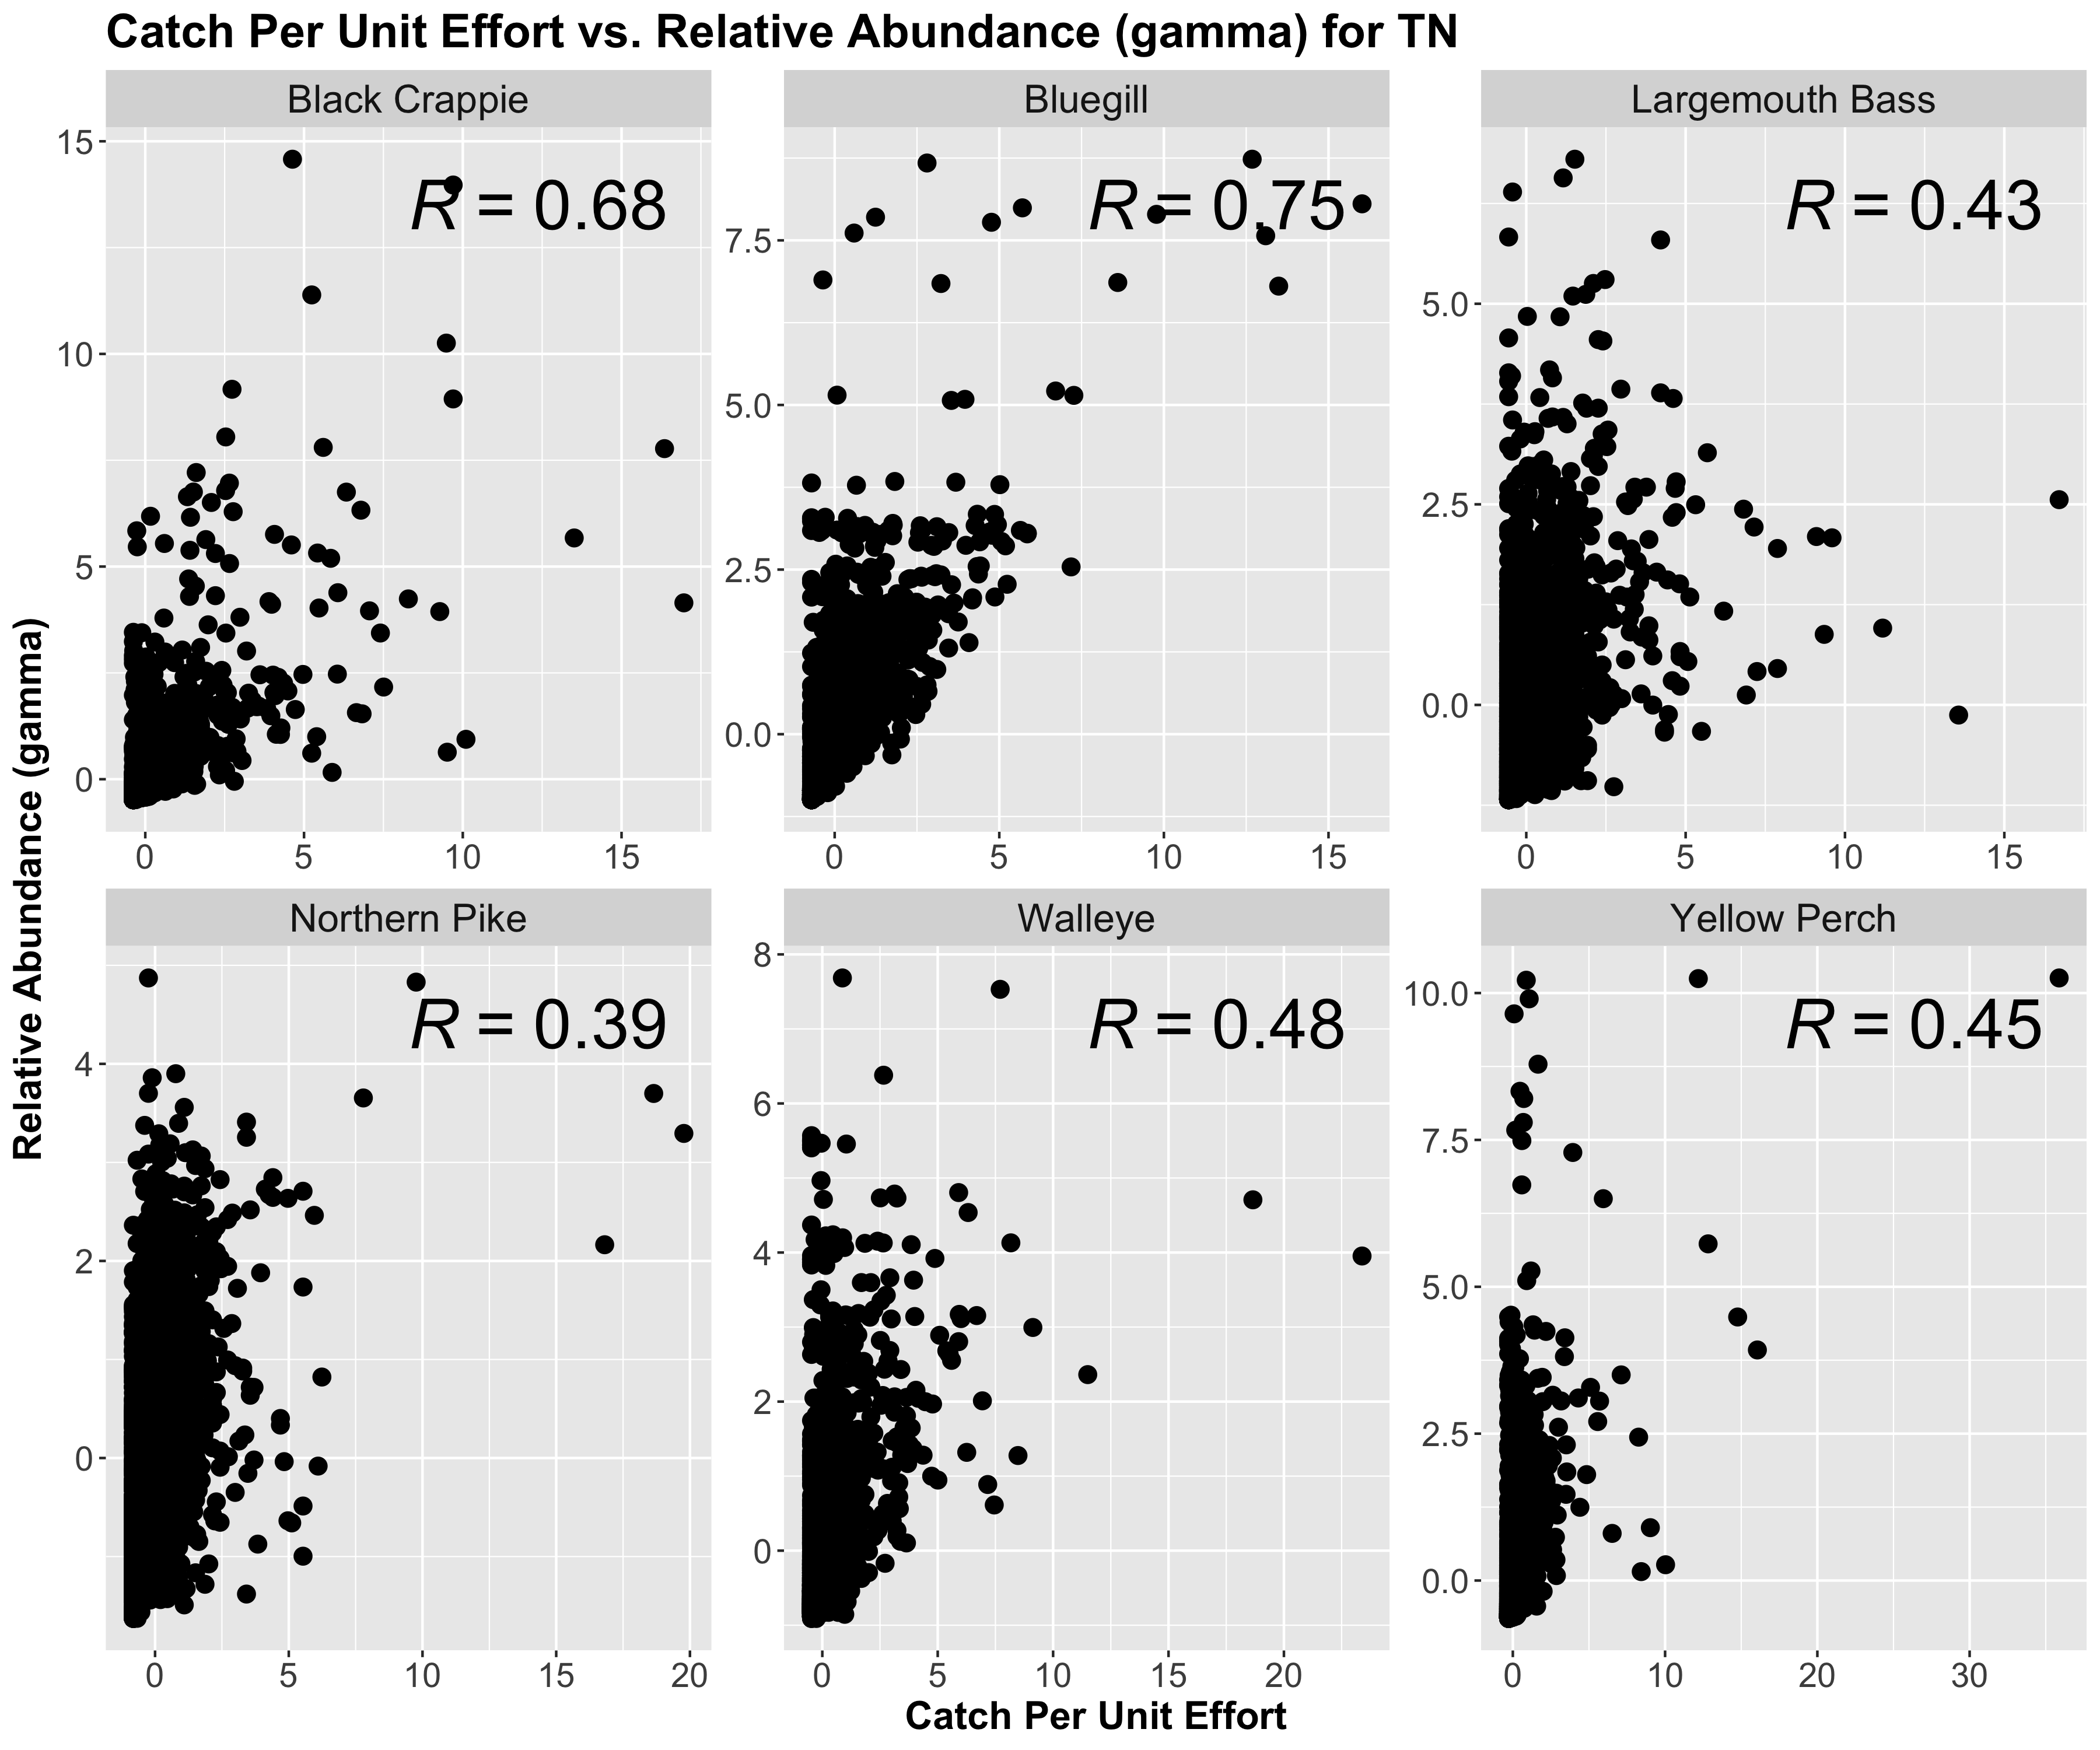 Catch Per Unit Effort vs. Relative Abundance (gamma) for TN
Black Crappie
Bluegill
Largemouth Bass
R = 0.68
R = 0.75
R = 0.43
15
10
5
0
7.5
5.0
2.5
0.0
5.0
2.5
0.0
0 5 10 15
0 5 10 15
0 5 10 15
Relative Abundance (gamma)
Northern Pike
Walleye
Yellow Perch
R = 0.39
R = 0.48
R = 0.45
4
2
0
8
6
4
2
0
10.0
7.5
5.0
2.5
0.0
0 5 10 15 20
0 5 10 15 20
0 10 20 30
Catch Per Unit Effort